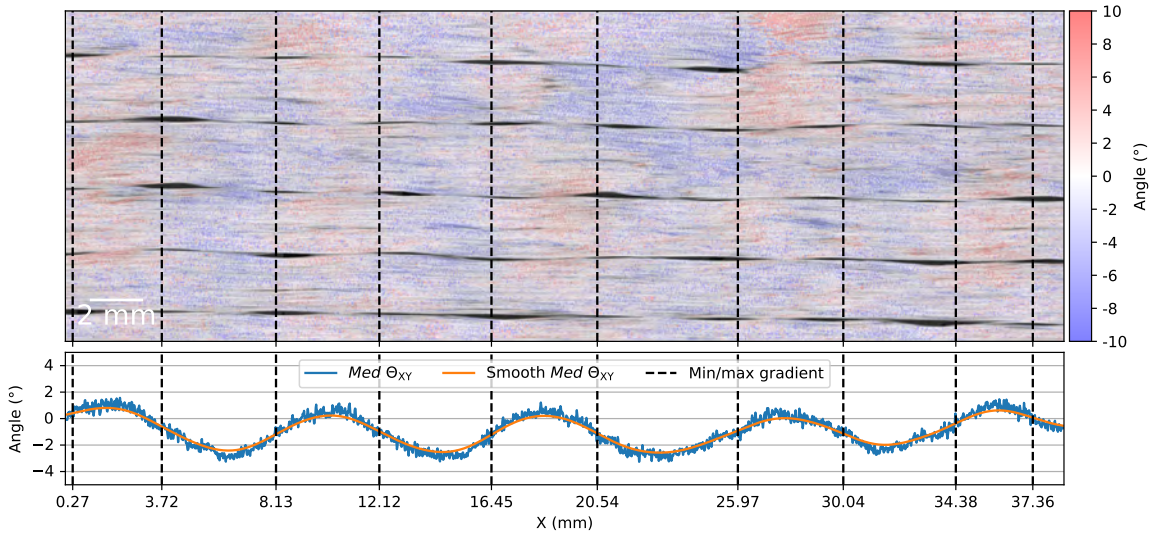 10
8
6
4
2
0
-2
-4
-6
-8
-10
Angle (°)
2 mm
4
2
0
−2
−4
Angle (°)
Med ΘXY
Smooth Med ΘXY
Min/max gradient
0.27 3.72 8.13 12.12 16.45 20.54 25.97 30.04 34.38 37.36
X (mm)